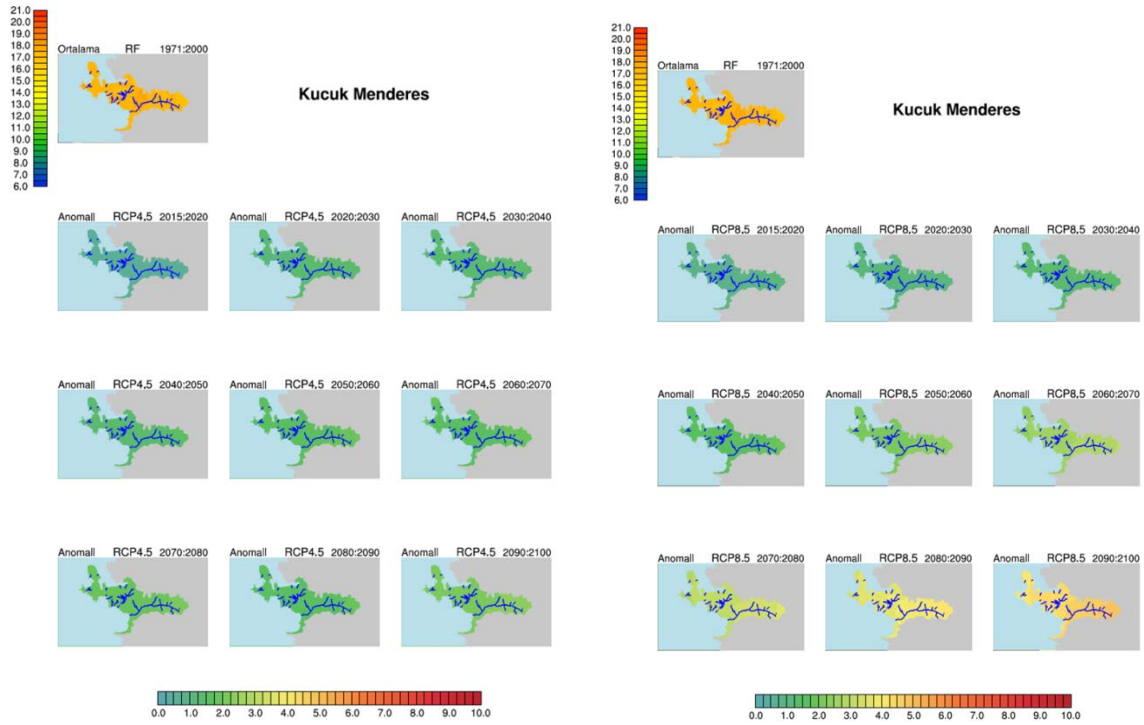 21.0
20.0
19.0
18.0
17.0
16.0
15.0
14.0
13.0
12.0
11.0
10.0
9.0
8.0
7.0
6.0
Ortalama RF 1971:2000
Kucuk Menderes
Anomali RCP4.5 2015:2020
Anomali RCP4.5 2020:2030
Anomali RCP4.5 2030:2040
Anomali RCP4.5 2040:2050
Anomali RCP4.5 2050:2060
Anomali RCP4.5 2060:2070
Anomali RCP4.5 2070:2080
Anomali RCP4.5 2080:2090
Anomali RCP4.5 2090:2100
0.0 1.0 2.0 3.0 4.0 5.0 6.0 7.0 8.0 9.0 10.0
21.0
20.0
19.0
18.0
17.0
16.0
15.0
14.0
13.0
12.0
11.0
10.0
9.0
8.0
7.0
6.0
Ortalama RF 1971:2000
Kucuk Menderes
Anomali RCP8.5 2015:2020
Anomali RCP8.5 2020:2030
Anomali RCP8.5 2030:2040
Anomali RCP8.5 2040:2050
Anomali RCP8.5 2050:2060
Anomali RCP8.5 2060:2070
Anomali RCP8.5 2070:2080
Anomali RCP8.5 2080:2090
Anomali RCP8.5 2090:2100
0.0 1.0 2.0 3.0 4.0 5.0 6.0 7.0 8.0 9.0 10.0